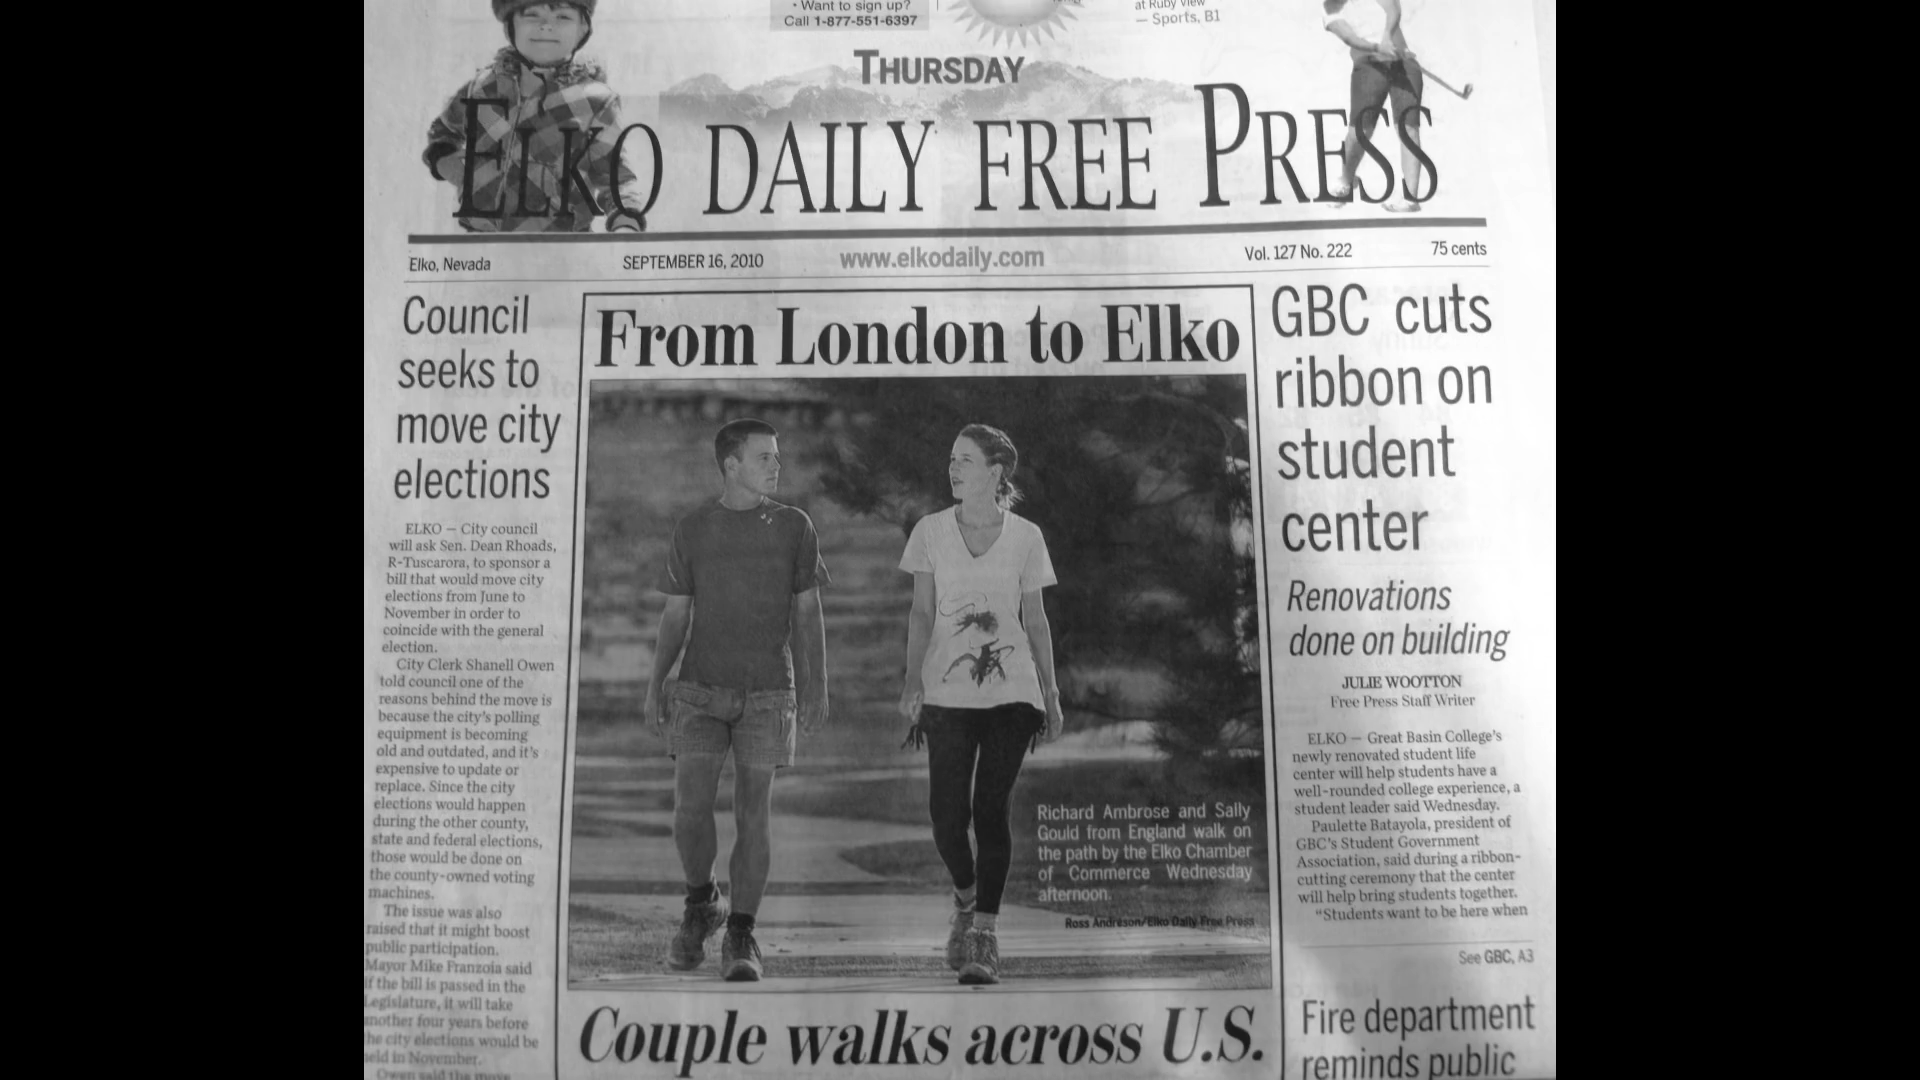 • Want to sign up?
Call 1-877-551-6397
at Ruby View
— Sports, B1
THURSDAY
ELKO DAILY FREE PRESS
Elko, Nevada
SEPTEMBER 16, 2010
www.elkodaily.com
Vol. 127 No. 222
75 cents
Council
seeks to
move city
elections
ELKO — City council
will ask Sen. Dean Rhoads,
R-Tuscarora, to sponsor a
bill that would move city
elections from June to
November in order to
coincide with the general
election.
City Clerk Shanell Owen
told council one of the
reasons behind the move is
because the city's polling
equipment is becoming
old and outdated, and it's
expensive to update or
replace. Since the city
elections would happen
during the other county,
state and federal elections,
those would be done on
the county-owned voting
machines.
The issue was also
raised that it might boost
public participation.
Mayor Mike Franzoia said
if the bill is passed in the
Legislature, it will take
another four years before
the city elections would be
held in November.
Owen said the move
From London to Elko
Richard Ambrose and Sally
Gould from England walk on
the path by the Elko Chamber
of Commerce Wednesday
afternoon.
Ross Andreson/Elko Daily Free Press
Couple walks across U.S.
GBC cuts
ribbon on
student
center
Renovations
done on building
JULIE WOOTTON
Free Press Staff Writer
ELKO — Great Basin College's
newly renovated student life
center will help students have a
well-rounded college experience, a
student leader said Wednesday.
Paulette Batayola, president of
GBC's Student Government
Association, said during a ribbon-
cutting ceremony that the center
will help bring students together.
"Students want to be here when
See GBC, A3
Fire department
reminds public